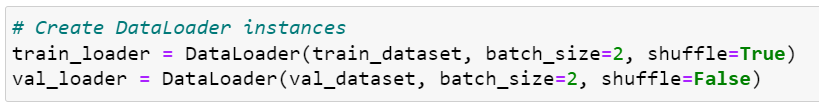 # Create DataLoader instances
train_loader = DataLoader(train_dataset, batch_size=2, shuffle=True)
val_loader = DataLoader(val_dataset, batch_size=2, shuffle=False)